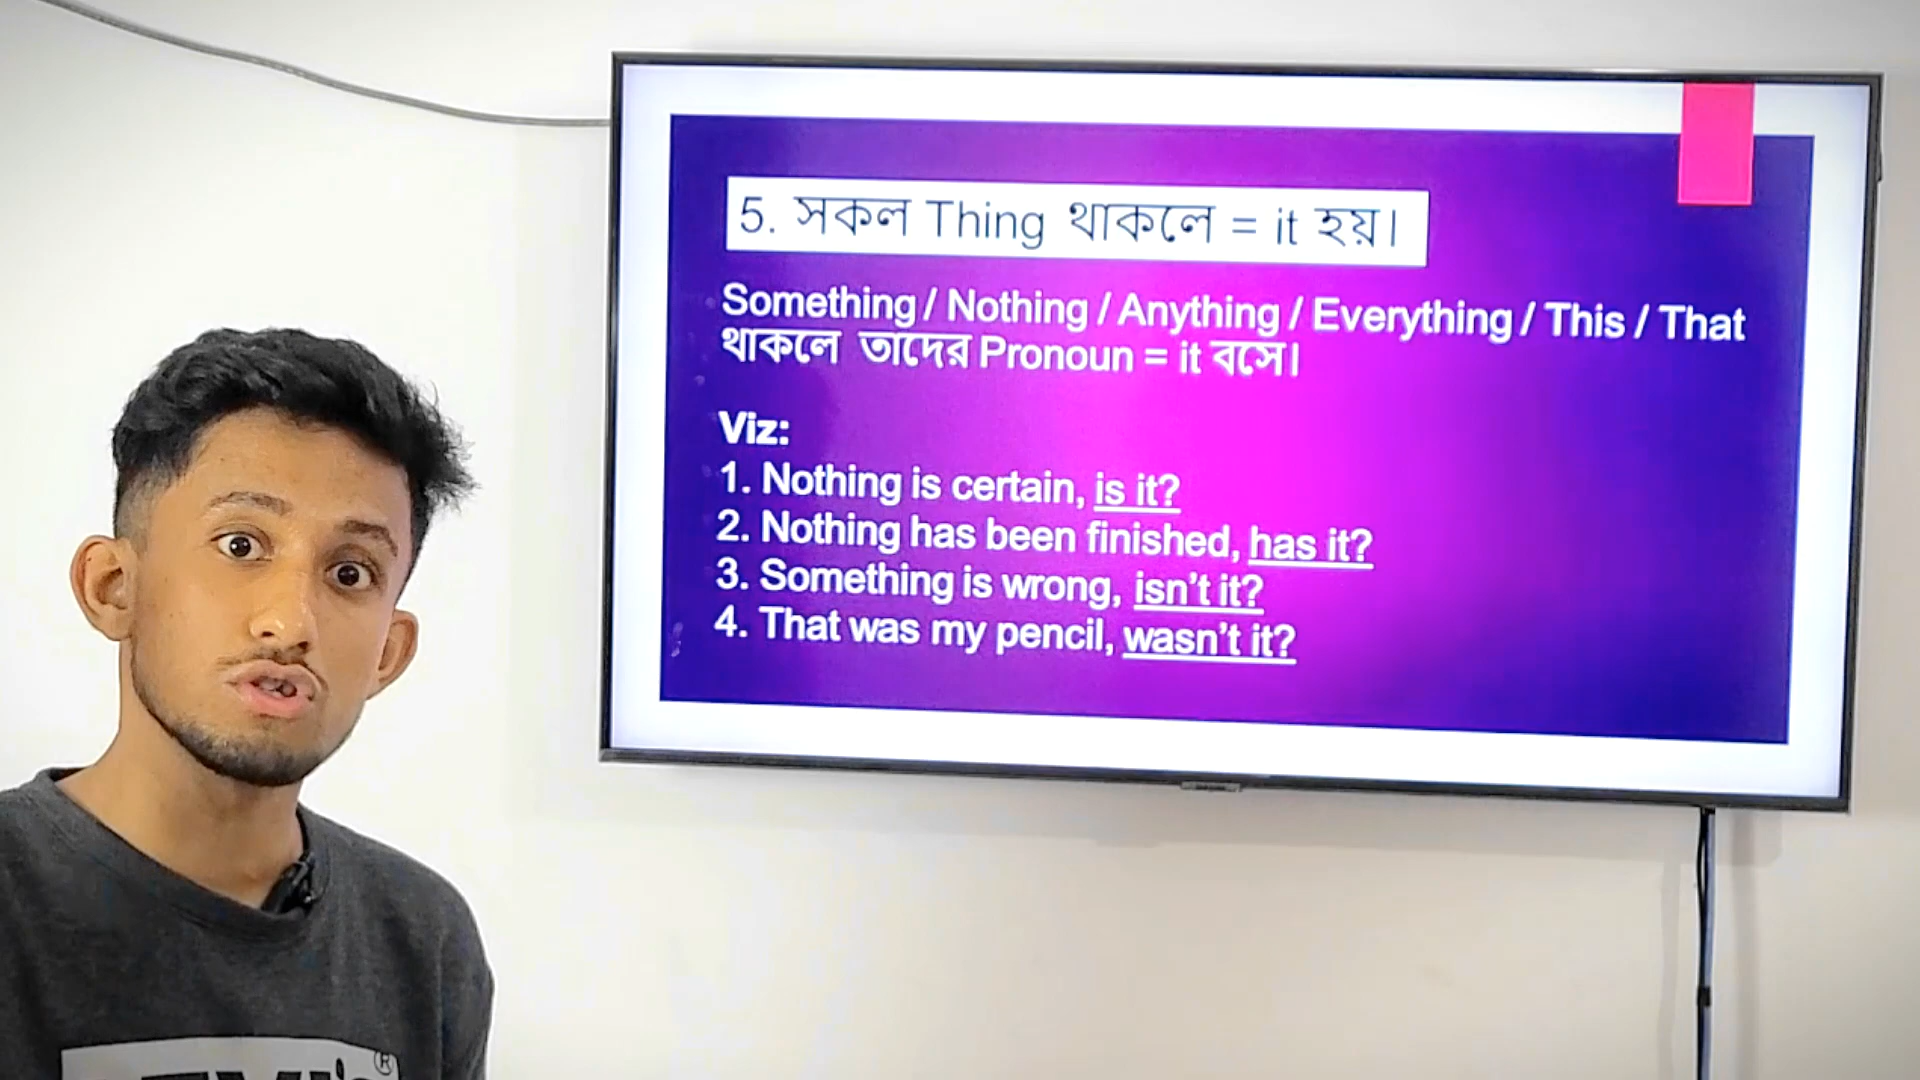 5. সকল Thing থাকলে = it হয়।
Something / Nothing / Anything / Everything / This / That
থাকলে তাদের Pronoun = it বসে।
Viz:
1. Nothing is certain, is it?
2. Nothing has been finished, has it?
3. Something is wrong, isn't it?
4. That was my pencil, wasn't it?